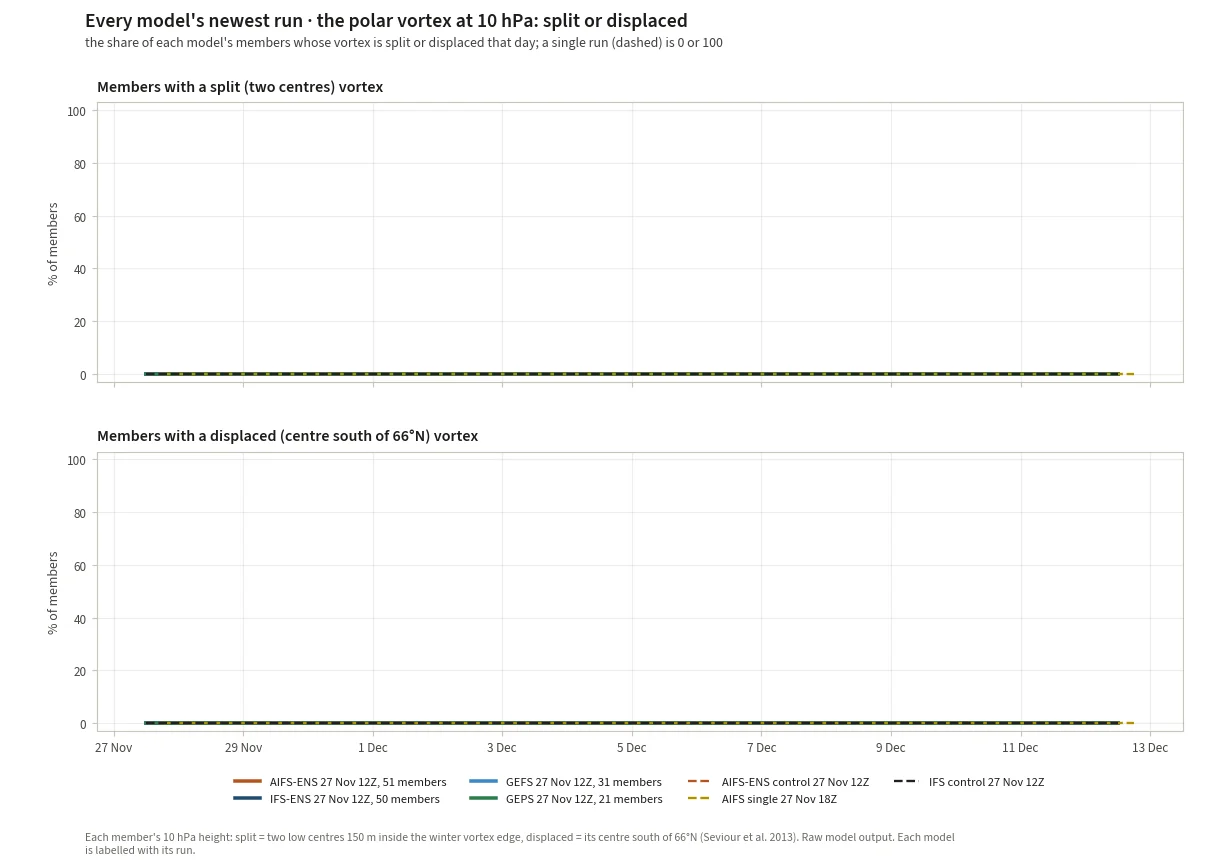 Every model's newest run · the polar vortex at 10 hPa: split or displaced
the share of each model's members whose vortex is split or displaced that day; a single run (dashed) is 0 or 100
Members with a split (two centres) vortex
100
80
60
40
20
0
% of members
Members with a displaced (centre south of 66°N) vortex
100
80
60
40
20
0
% of members
27 Nov
29 Nov
1 Dec
3 Dec
5 Dec
7 Dec
9 Dec
11 Dec
13 Dec
AIFS-ENS 27 Nov 12Z, 51 members
IFS-ENS 27 Nov 12Z, 50 members
GEFS 27 Nov 12Z, 31 members
GEPS 27 Nov 12Z, 21 members
AIFS-ENS control 27 Nov 12Z
AIFS single 27 Nov 18Z
IFS control 27 Nov 12Z
Each member's 10 hPa height: split = two low centres 150 m inside the winter vortex edge, displaced = its centre south of 66°N (Seviour et al. 2013). Raw model output. Each model
is labelled with its run.